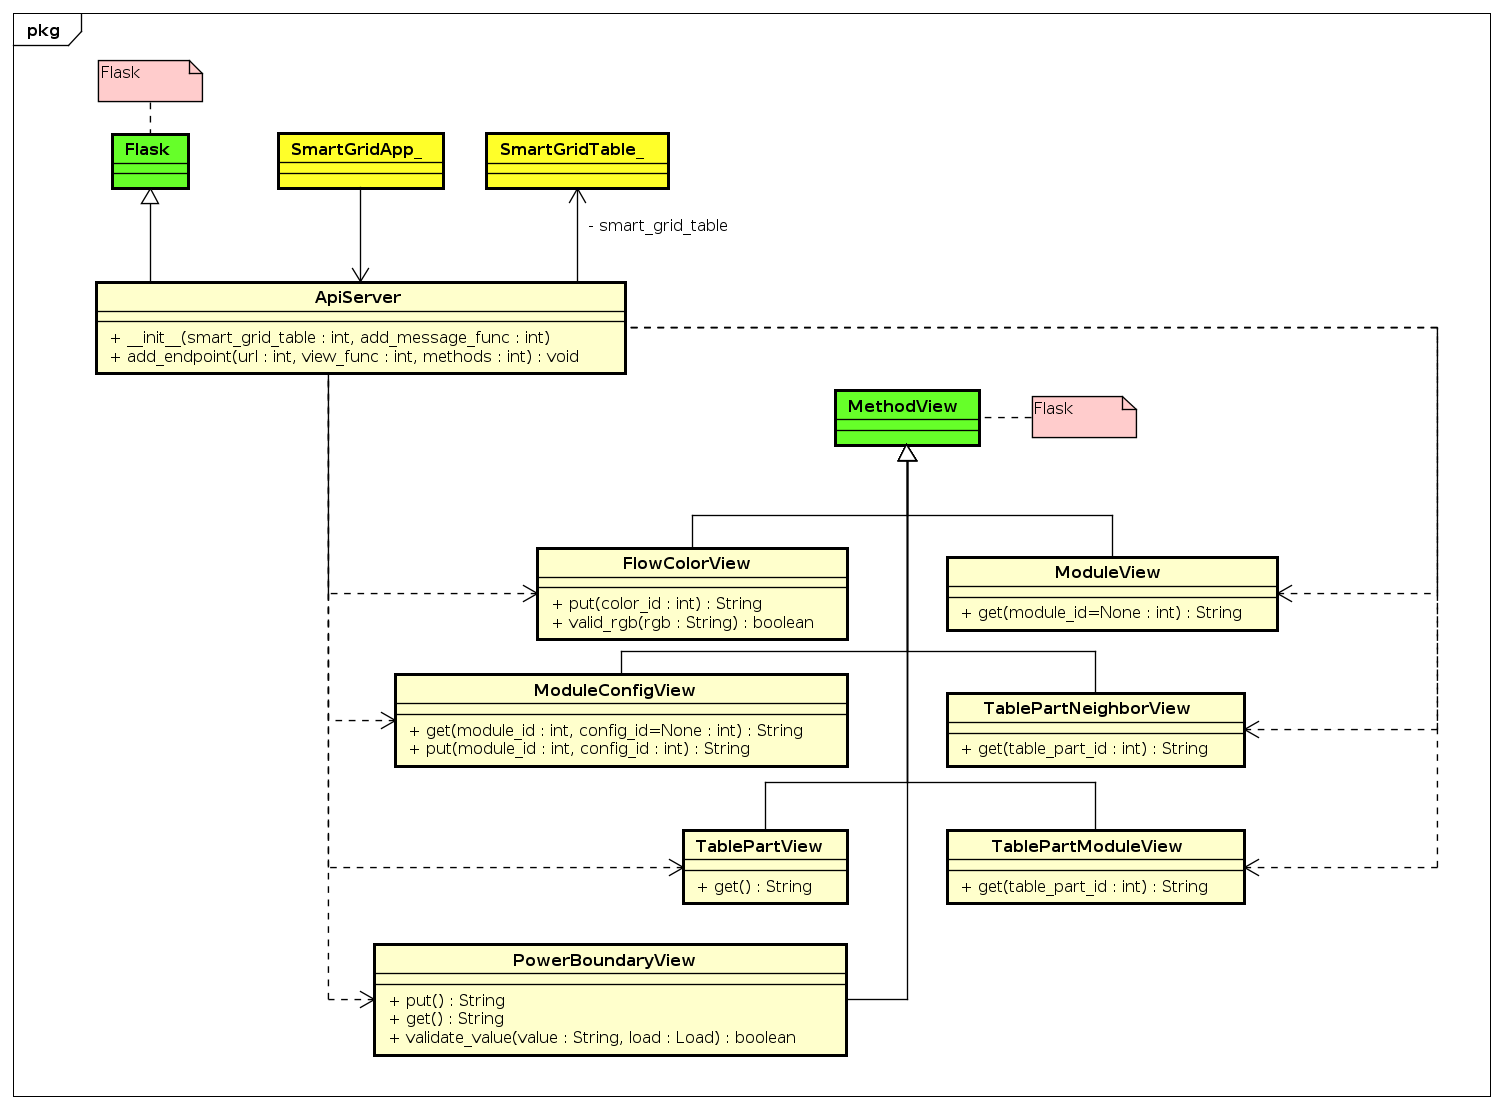 pkg
Flask
Flask
SmartGridApp_
SmartGridTable_
- smart_grid_table
ApiServer
+ __init__(smart_grid_table : int, add_message_func : int)
+ add_endpoint(url : int, view_func : int, methods : int) : void
MethodView
Flask
FlowColorView
+ put(color_id : int) : String
+ valid_rgb(rgb : String) : boolean
ModuleView
+ get(module_id=None : int) : String
ModuleConfigView
+ get(module_id : int, config_id=None : int) : String
+ put(module_id : int, config_id : int) : String
TablePartNeighborView
+ get(table_part_id : int) : String
TablePartView
+ get() : String
TablePartModuleView
+ get(table_part_id : int) : String
PowerBoundaryView
+ put() : String
+ get() : String
+ validate_value(value : String, load : Load) : boolean